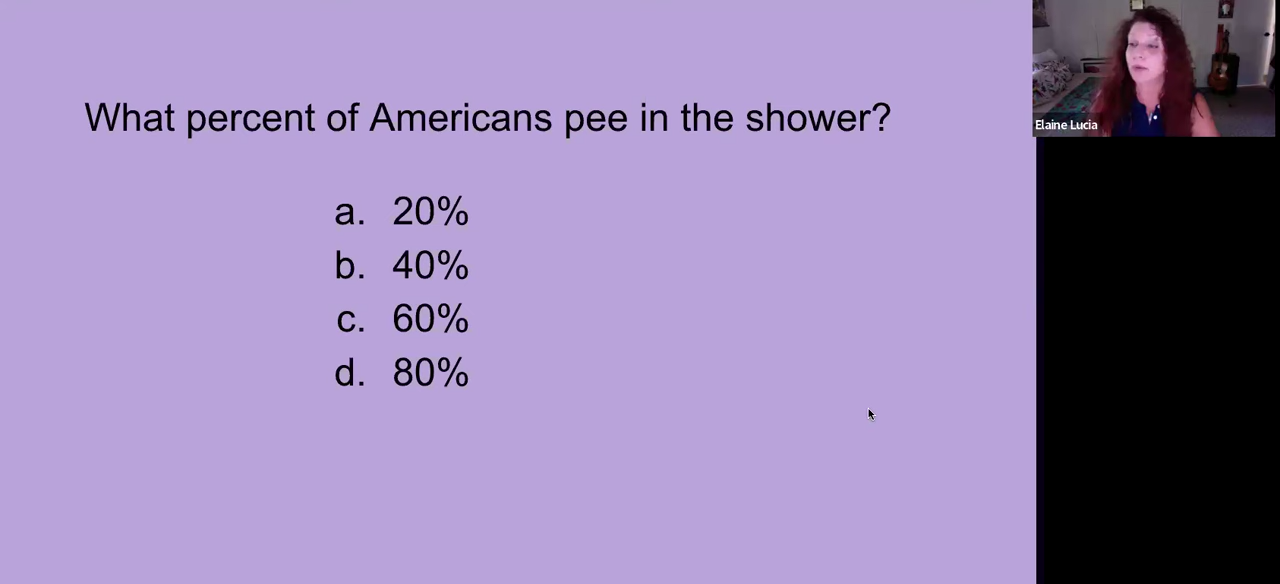 What percent of Americans pee in the shower?
a. 20%
b. 40%
c. 60%
d. 80%
Elaine Lucia